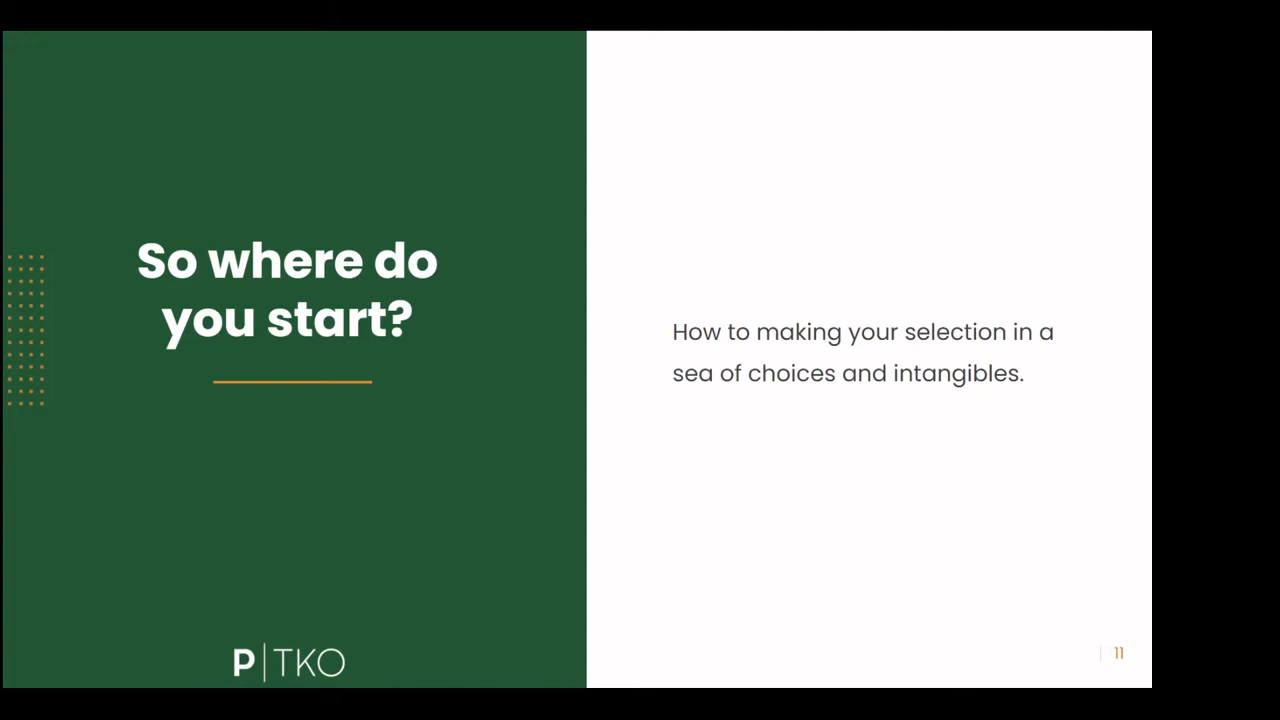 So where do
you start?
How to making your selection in a
sea of choices and intangibles.
P|TKO
11